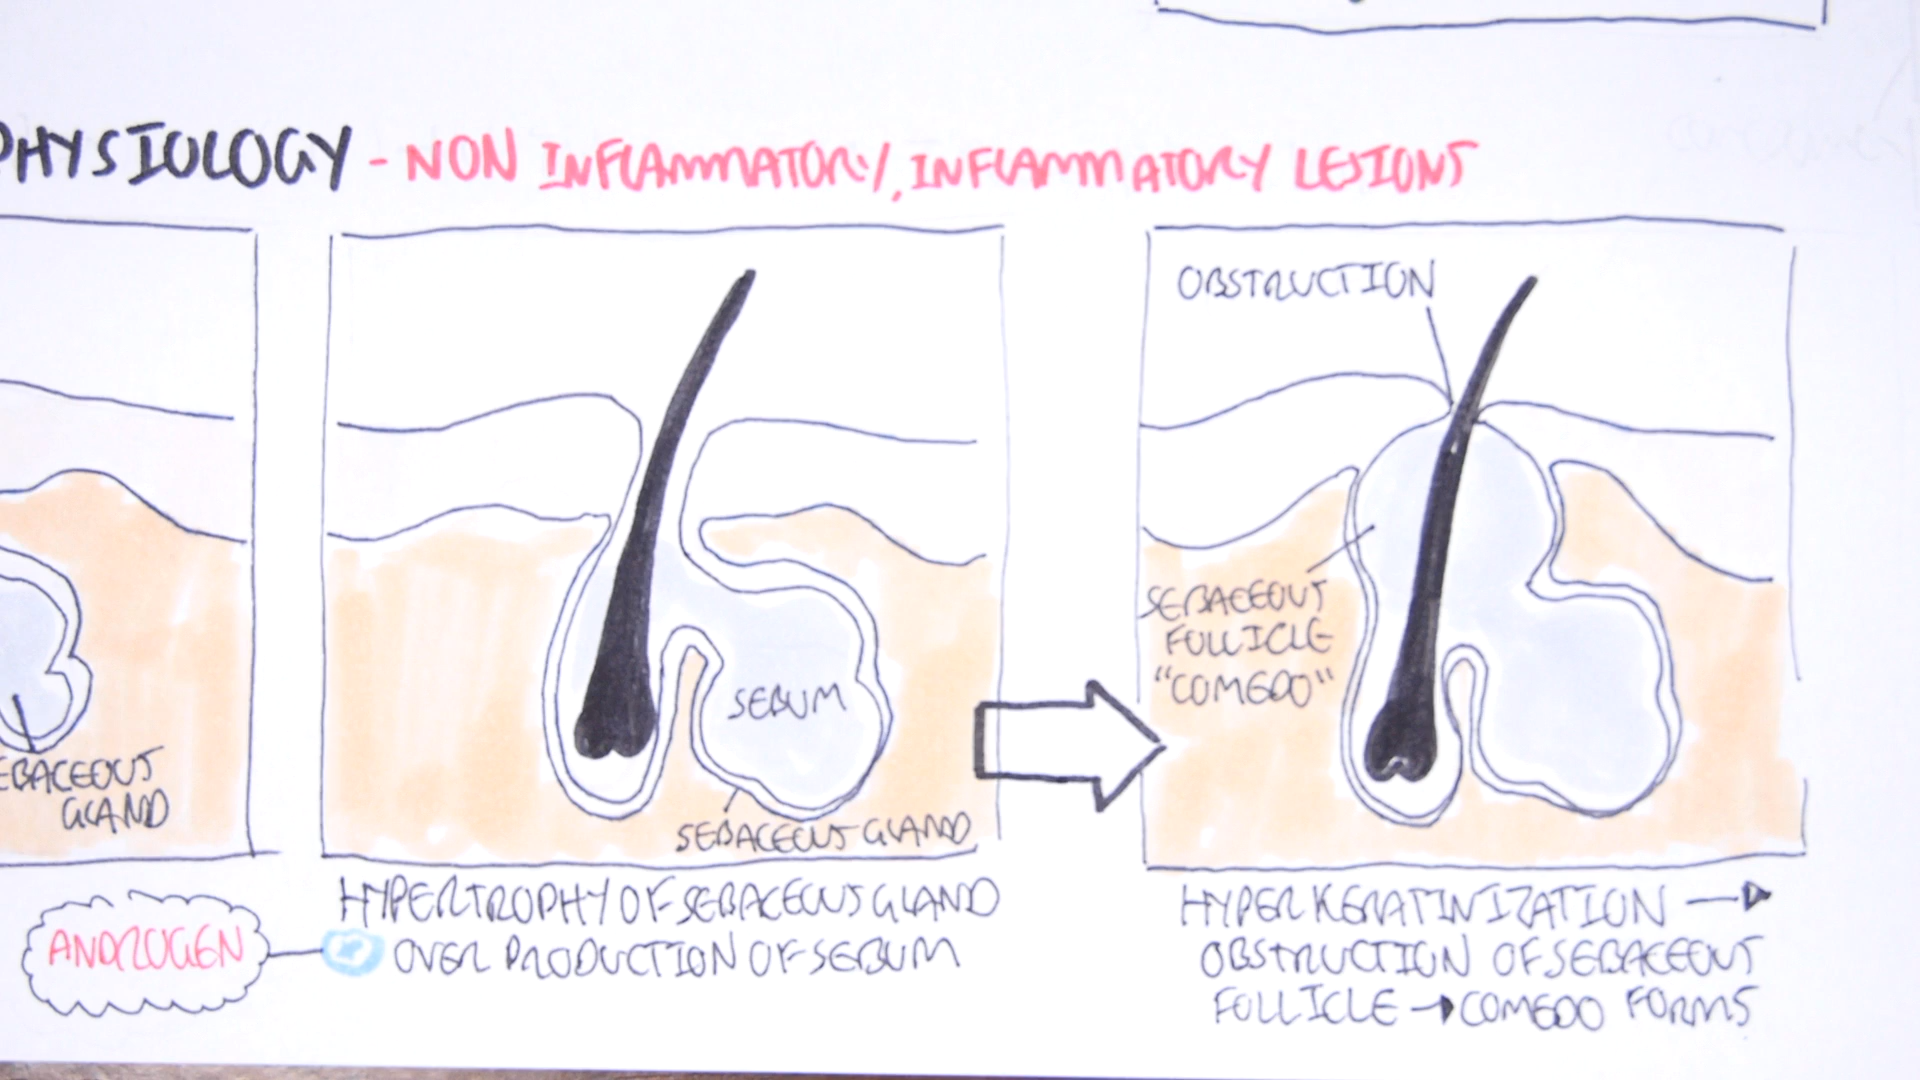 PHYSIOLOGY - NON INFLAMMATORY, INFLAMMATORY LESIONS
SEBACEOUS
GLAND
ANDROGEN
SEBUM
SEBACEOUS GLAND
HYPERTROPHY OF SEBACEOUS GLAND
OVER PRODUCTION OF SEBUM
OBSTRUCTION
SEBACEOUS
FOLLICLE
"COMEDO"
HYPERKERATINIZATION →
OBSTRUCTION OF SEBACEOUS
FOLLICLE → COMEDO FORMS